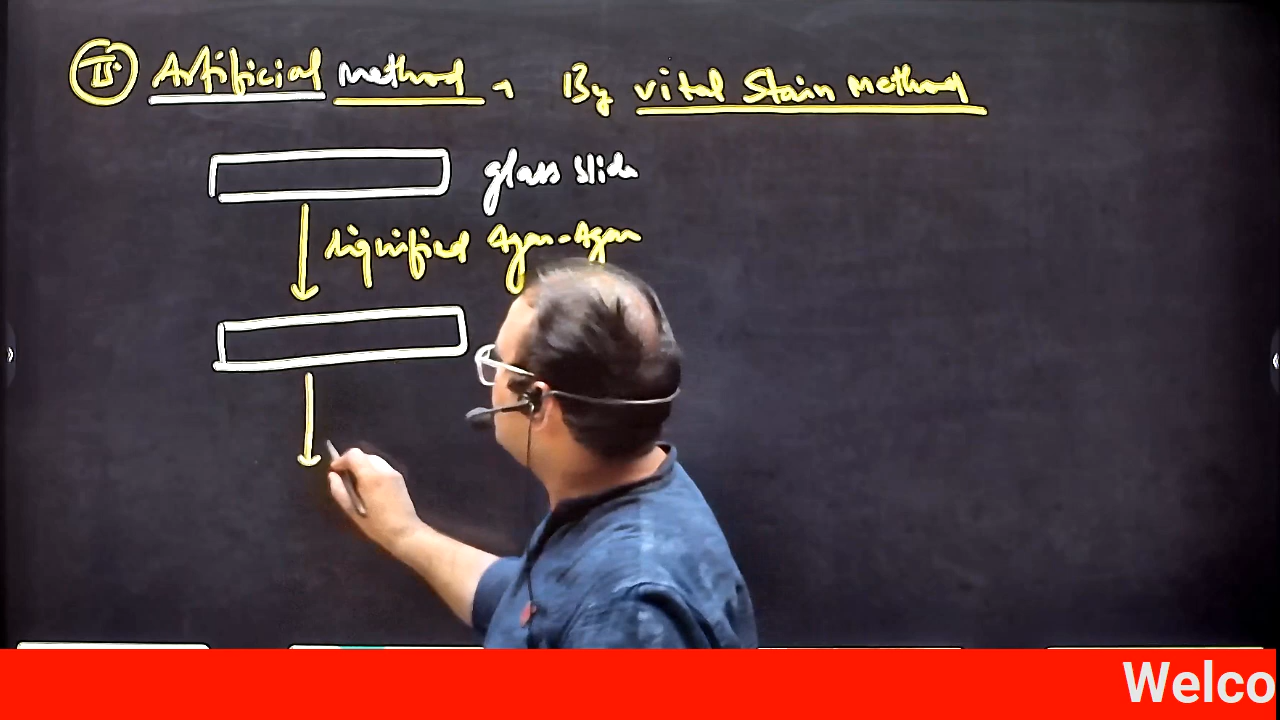 II. Artificial method → By vital Stain method
glass slide
liquified Agar-Agar
Welco